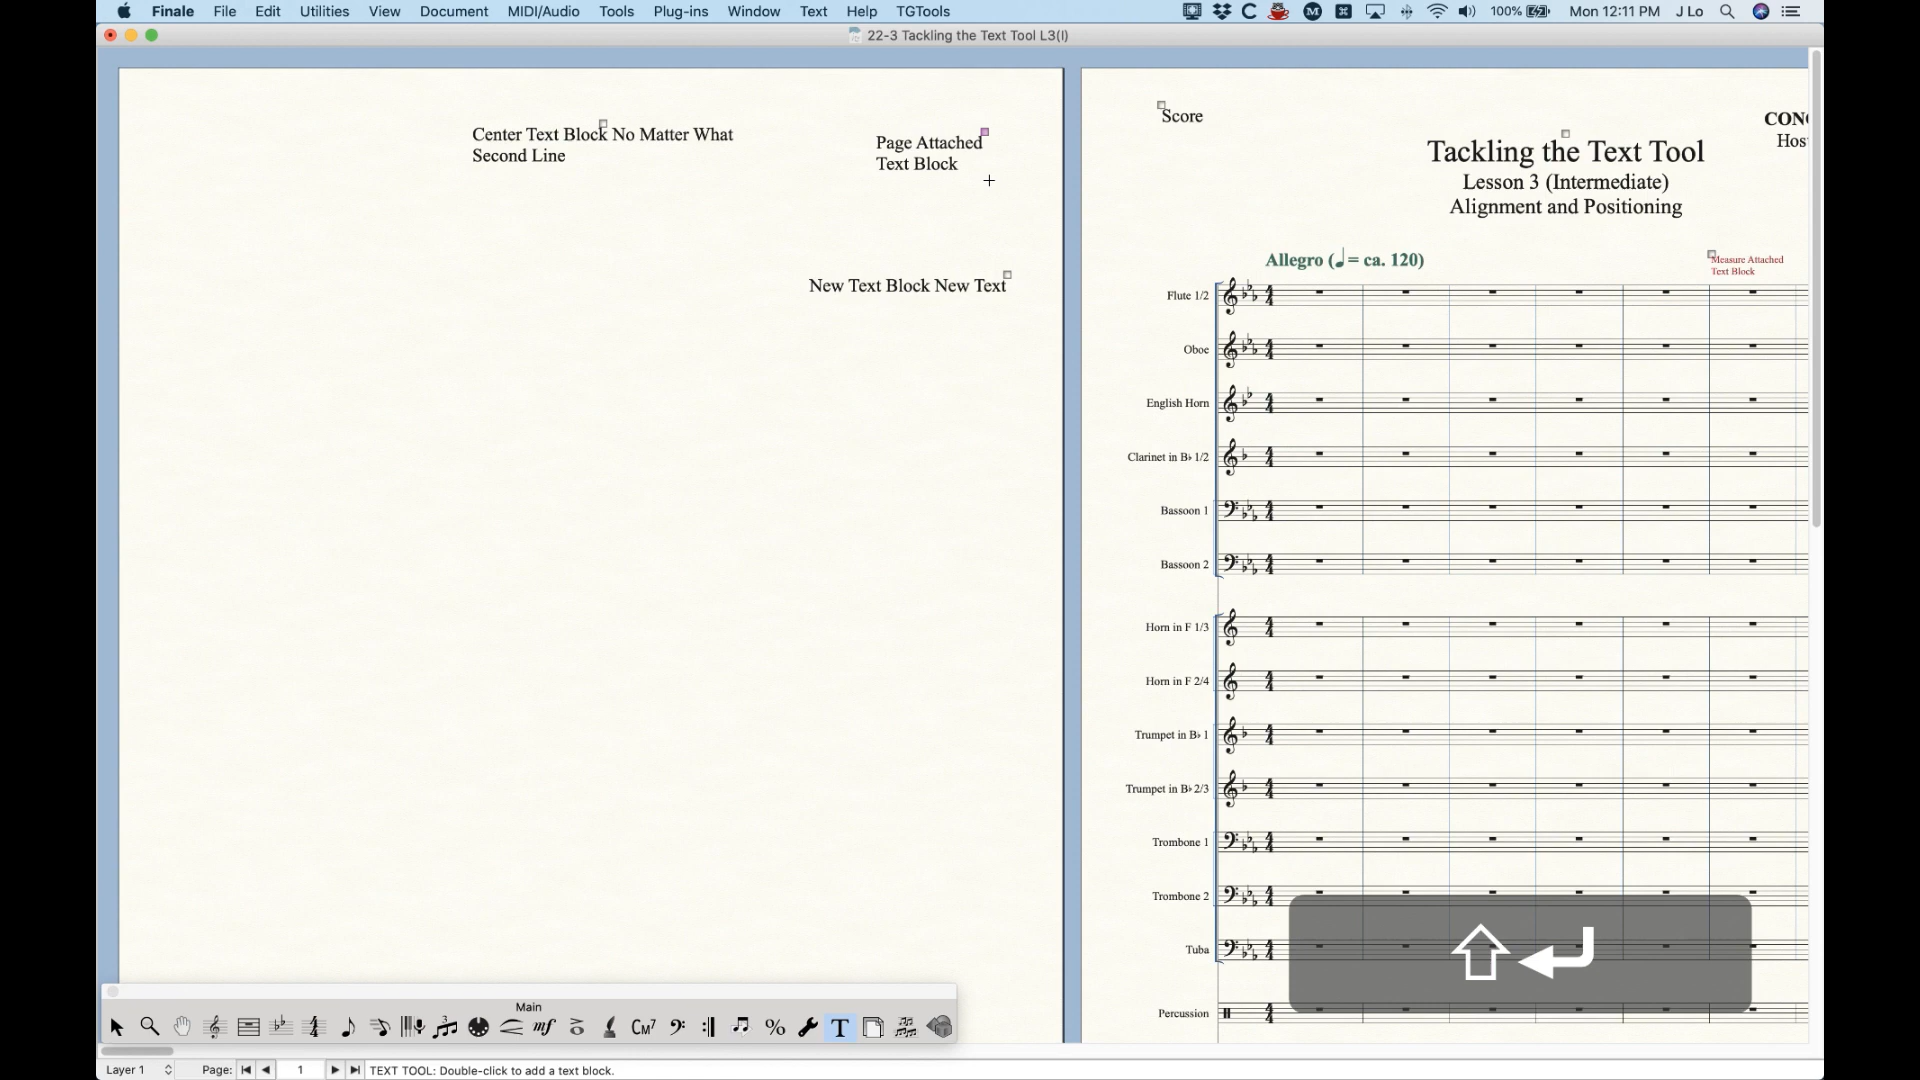 Finale File Edit Utilities View Document MIDI/Audio Tools Plug-ins Window Text Help TGTools 100% Mon 12:11 PM J Lo
22-3 Tackling the Text Tool L3(I)
Center Text Block No Matter What
Second Line
Page Attached
Text Block
New Text Block New Text
Score
CON
Hos
Tackling the Text Tool
Lesson 3 (Intermediate)
Alignment and Positioning
Allegro (♩= ca. 120)
Measure Attached
Text Block
Flute 1/2
Oboe
English Horn
Clarinet in B♭ 1/2
Bassoon 1
Bassoon 2
Horn in F 1/3
Horn in F 2/4
Trumpet in B♭ 1
Trumpet in B♭ 2/3
Trombone 1
Trombone 2
Tuba
Percussion
Main
mf CM7 % T
Layer 1 Page: 1 TEXT TOOL: Double-click to add a text block.